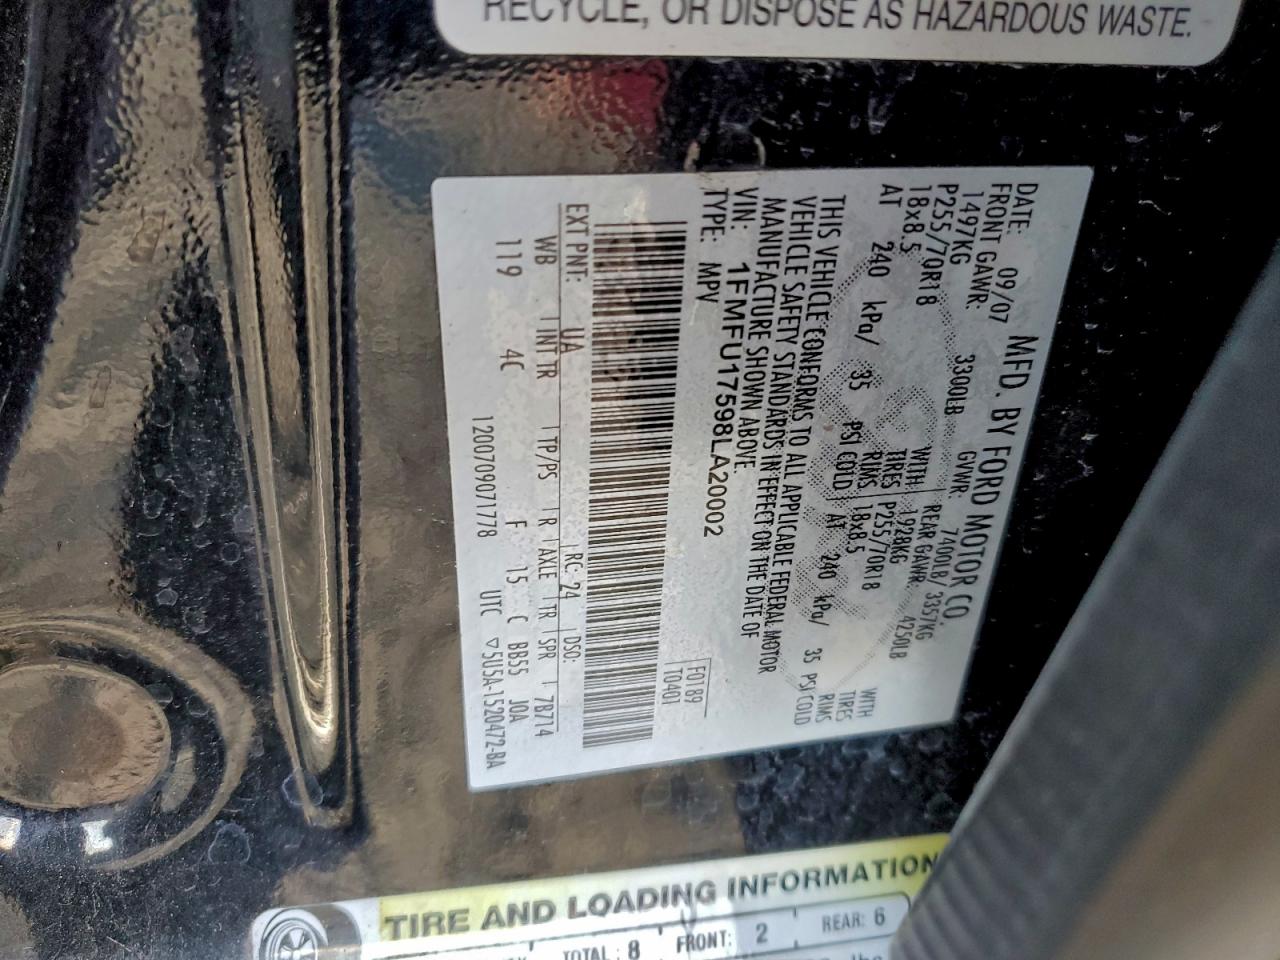 RECYCLE, OR DISPOSE AS HAZARDOUS WASTE.
MFD. BY FORD MOTOR CO.
DATE: 09/07 GVWR: 7400LB/ 3357KG
FRONT GAWR: 3300LB REAR GAWR: 4250LB
1497KG WITH 1928KG WITH
P255/70R18 TIRES P255/70R18 TIRES
18x8.5 RIMS 18x8.5 RIMS
AT 240 kPa/ 35 PSI COLD AT 240 kPa/ 35 PSI COLD
THIS VEHICLE CONFORMS TO ALL APPLICABLE FEDERAL MOTOR
VEHICLE SAFETY STANDARDS IN EFFECT ON THE DATE OF
MANUFACTURE SHOWN ABOVE.
VIN: 1FMFU17598LA20002
TYPE: MPV
F0189
T0401
EXT PNT: UA RC: 24 DSO:
WB INT TR TP/PS R AXLE TR SPR 7B714
119 4C F 15 C BB55 JOA
UTC ▽5U5A-1520472-BA
1200709071778
TIRE AND LOADING INFORMATION
TOTAL: 8 FRONT: 2 REAR: 6